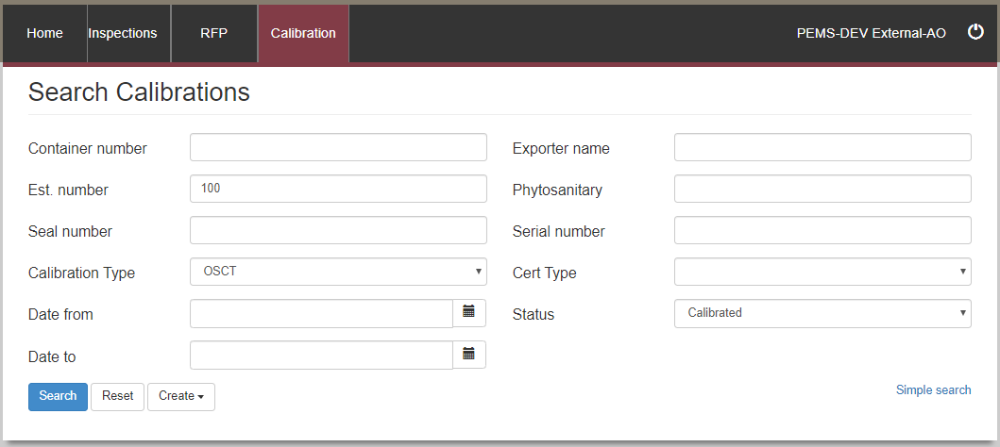 Home Inspections RFP Calibration PEMS-DEV External-AO
Search Calibrations
Container number Exporter name
Est. number 100 Phytosanitary
Seal number Serial number
Calibration Type OSCT Cert Type
Date from Status Calibrated
Date to
Search Reset Create Simple search